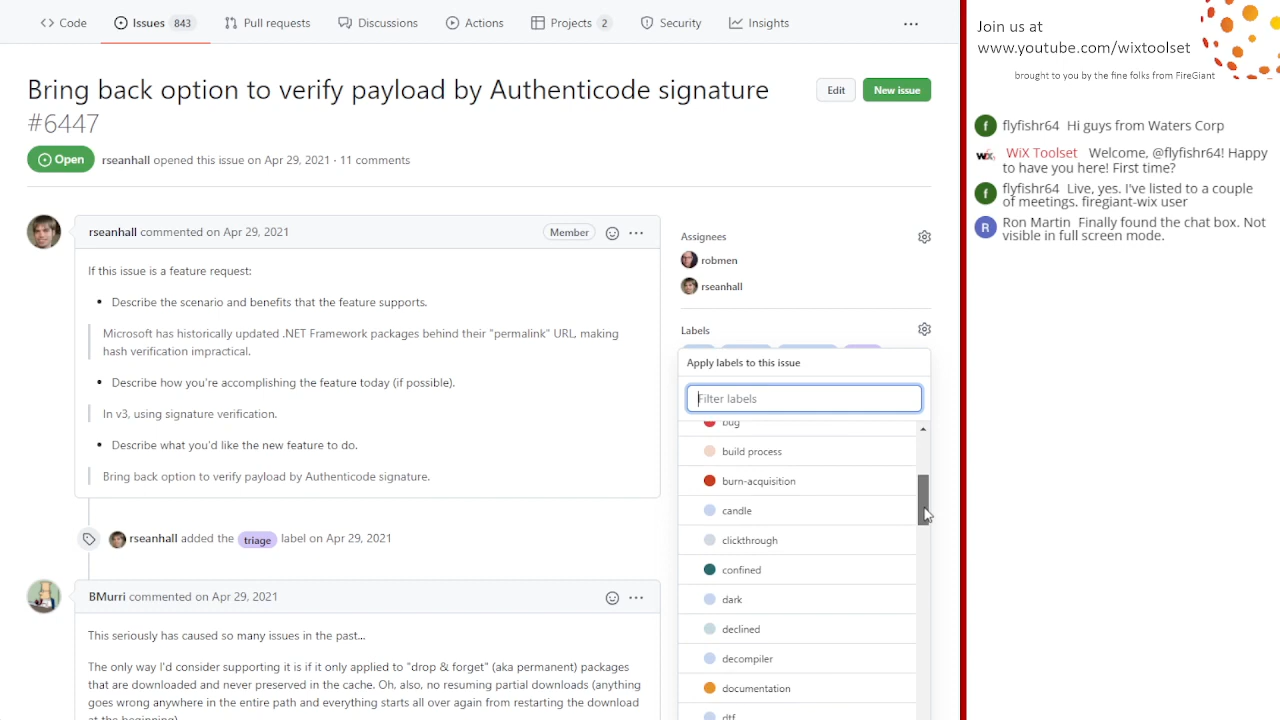 Code
Issues 843
Pull requests
Discussions
Actions
Projects 2
Security
Insights
Bring back option to verify payload by Authenticode signature
#6447
Edit
New issue
Open
rseanhall opened this issue on Apr 29, 2021 · 11 comments
rseanhall commented on Apr 29, 2021
Member
If this issue is a feature request:
• Describe the scenario and benefits that the feature supports.
Microsoft has historically updated .NET Framework packages behind their "permalink" URL, making
hash verification impractical.
• Describe how you're accomplishing the feature today (if possible).
In v3, using signature verification.
• Describe what you'd like the new feature to do.
Bring back option to verify payload by Authenticode signature.
rseanhall added the triage label on Apr 29, 2021
BMurri commented on Apr 29, 2021
This seriously has caused so many issues in the past...
The only way I'd consider supporting it is if it only applied to "drop & forget" (aka permanent) packages
that are downloaded and never preserved in the cache. Oh, also, no resuming partial downloads (anything
goes wrong anywhere in the entire path and everything starts all over again from restarting the download
at the beginning)
Assignees
robmen
rseanhall
Labels
Apply labels to this issue
Filter labels
bug
build process
burn-acquisition
candle
clickthrough
confined
dark
declined
decompiler
documentation
dtf
Join us at
www.youtube.com/wixtoolset
brought to you by the fine folks from FireGiant
f
flyfishr64 Hi guys from Waters Corp
WiX
WiX Toolset Welcome, @flyfishr64! Happy
to have you here! First time?
f
flyfishr64 Live, yes. I've listed to a couple
of meetings. firegiant-wix user
R
Ron Martin Finally found the chat box. Not
visible in full screen mode.